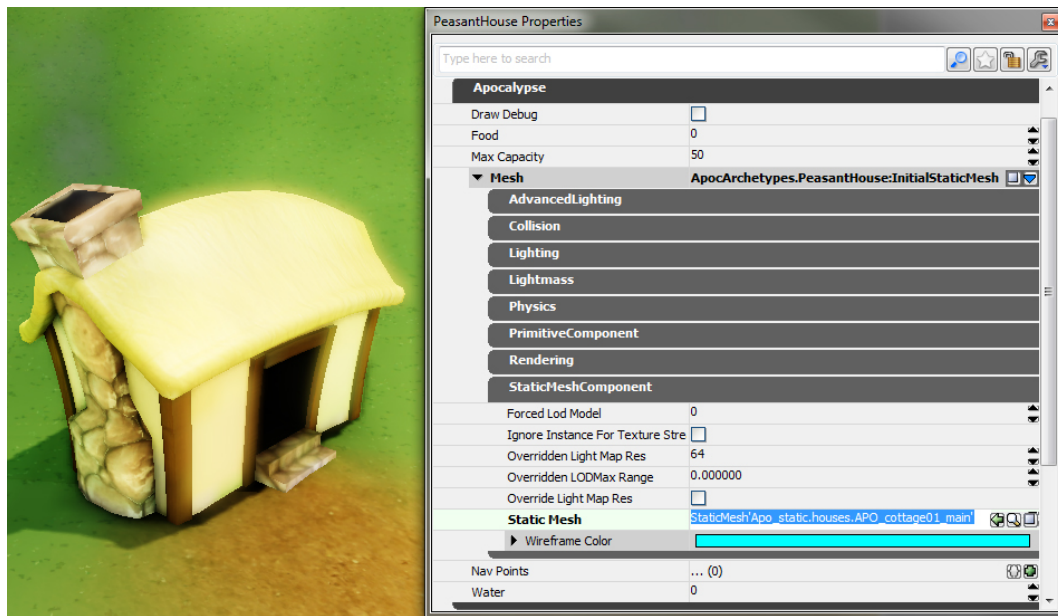 PeasantHouse Properties
Type here to search
Apocalypse
Draw Debug
Food 0
Max Capacity 50
Mesh ApocArchetypes.PeasantHouse:InitialStaticMesh
AdvancedLighting
Collision
Lighting
Lightmass
Physics
PrimitiveComponent
Rendering
StaticMeshComponent
Forced Lod Model 0
Ignore Instance For Texture Stre
Overridden Light Map Res 64
Overridden LODMax Range 0.000000
Override Light Map Res
Static Mesh StaticMesh'Apo_static.houses.APO_cottage01_main'
Wireframe Color
Nav Points ... (0)
Water 0